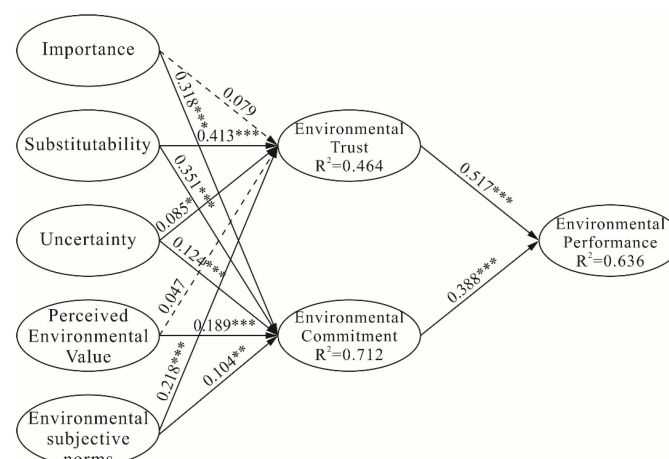 Importance
Substitutability
Uncertainty
Perceived
Environmental
Value
Environmental
subjective
norms
0.079
0.318***
0.413***
0.351***
0.085*
0.124***
0.047
0.189***
0.218***
0.104**
Environmental
Trust
R²=0.464
Environmental
Commitment
R²=0.712
0.517***
0.388***
Environmental
Performance
R²=0.636